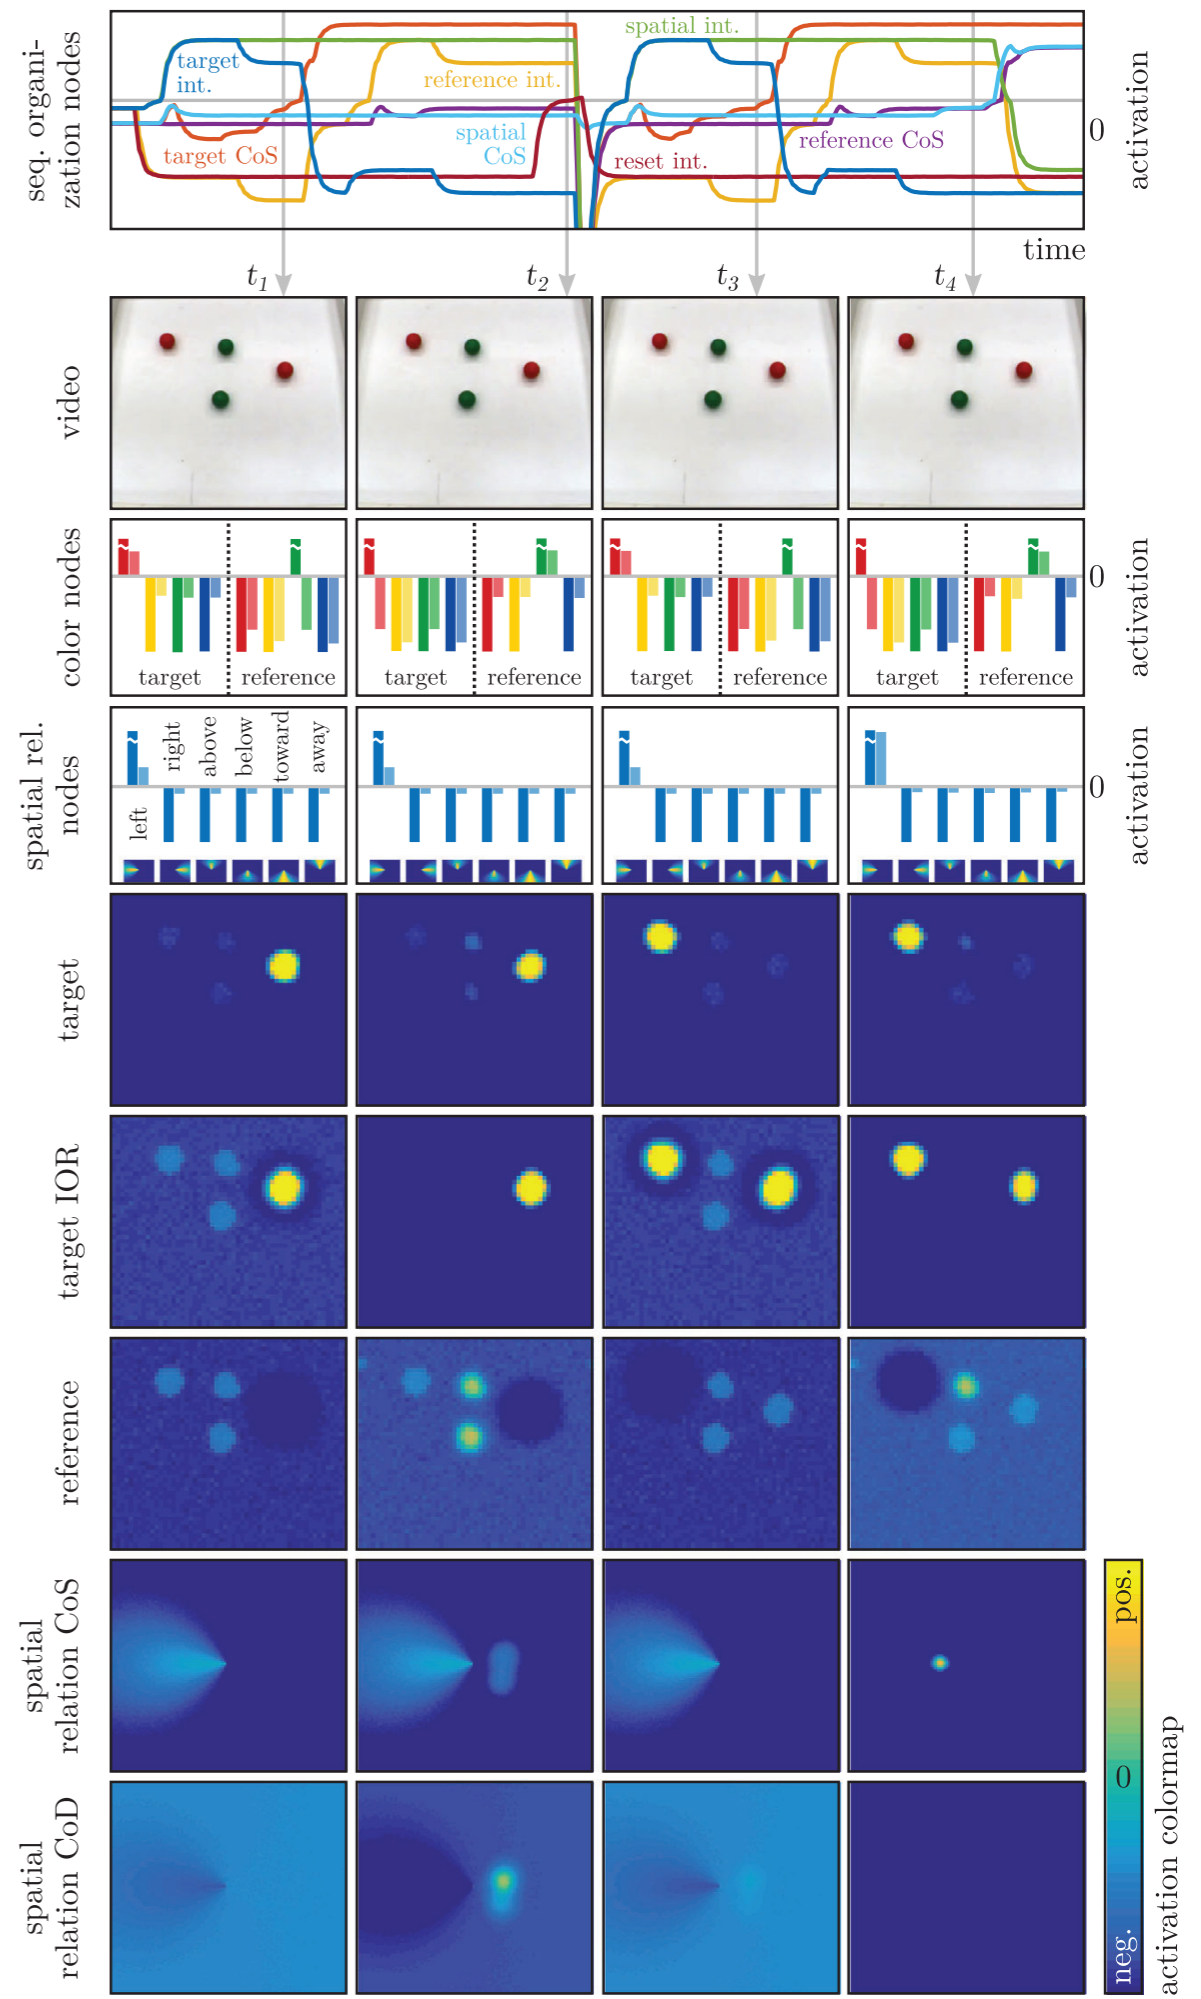 seq. organi-
zation nodes
target
int.
spatial int.
reference int.
target CoS
spatial
CoS
reset int.
reference CoS
0
activation
time
t1
t2
t3
t4
video
color nodes
target
reference
target
reference
target
reference
target
reference
0
activation
spatial rel.
nodes
left
right
above
below
toward
away
0
activation
target
target IOR
reference
spatial
relation CoS
spatial
relation CoD
pos.
0
neg.
activation colormap